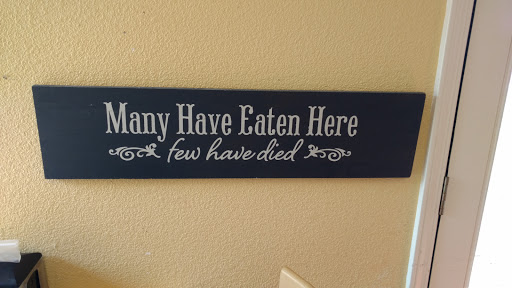 Many Have Eaten Here
few have died